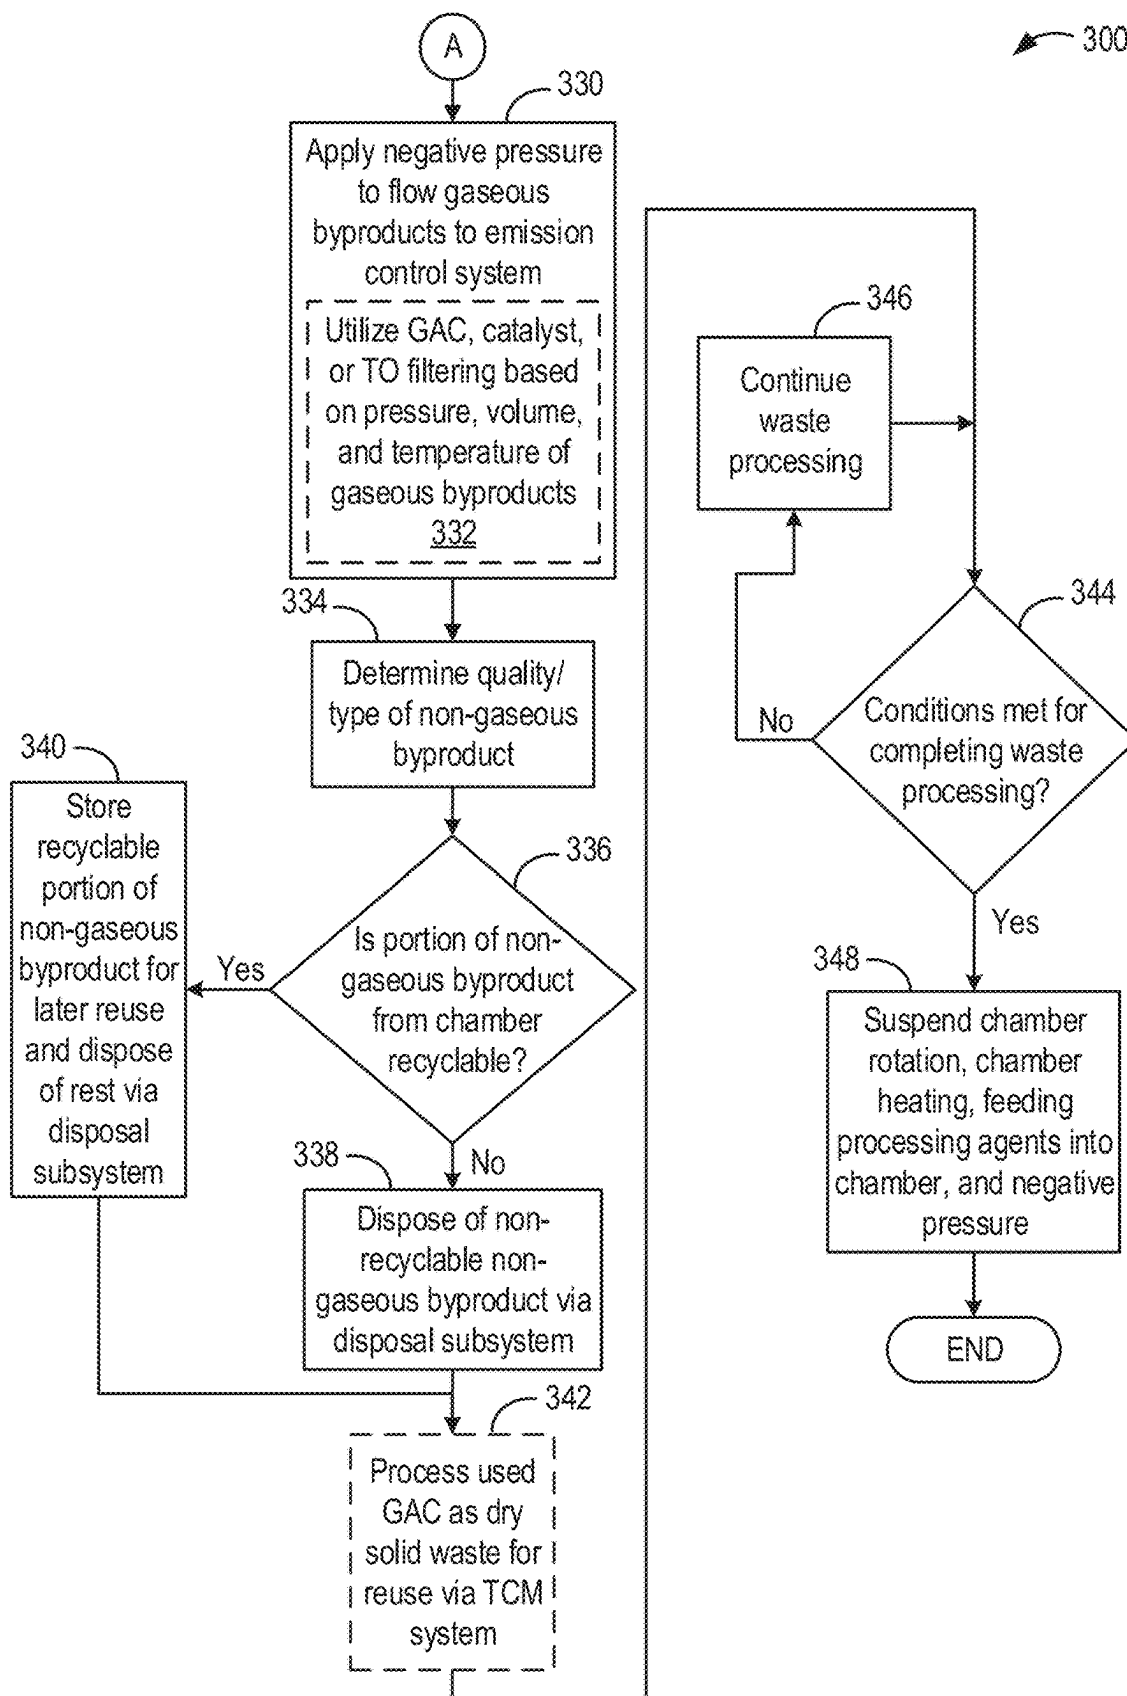 A
300
330
Apply negative pressure
to flow gaseous
byproducts to emission
control system
Utilize GAC, catalyst,
or TO filtering based
on pressure, volume,
and temperature of
gaseous byproducts
332
334
Determine quality/
type of non-gaseous
byproduct
336
Is portion of non-
gaseous byproduct
from chamber
recyclable?
Yes
340
Store
recyclable
portion of
non-gaseous
byproduct for
later reuse
and dispose
of rest via
disposal
subsystem
No
338
Dispose of non-
recyclable non-
gaseous byproduct via
disposal subsystem
342
Process used
GAC as dry
solid waste for
reuse via TCM
system
346
Continue
waste
processing
344
Conditions met for
completing waste
processing?
No
Yes
348
Suspend chamber
rotation, chamber
heating, feeding
processing agents into
chamber, and negative
pressure
END